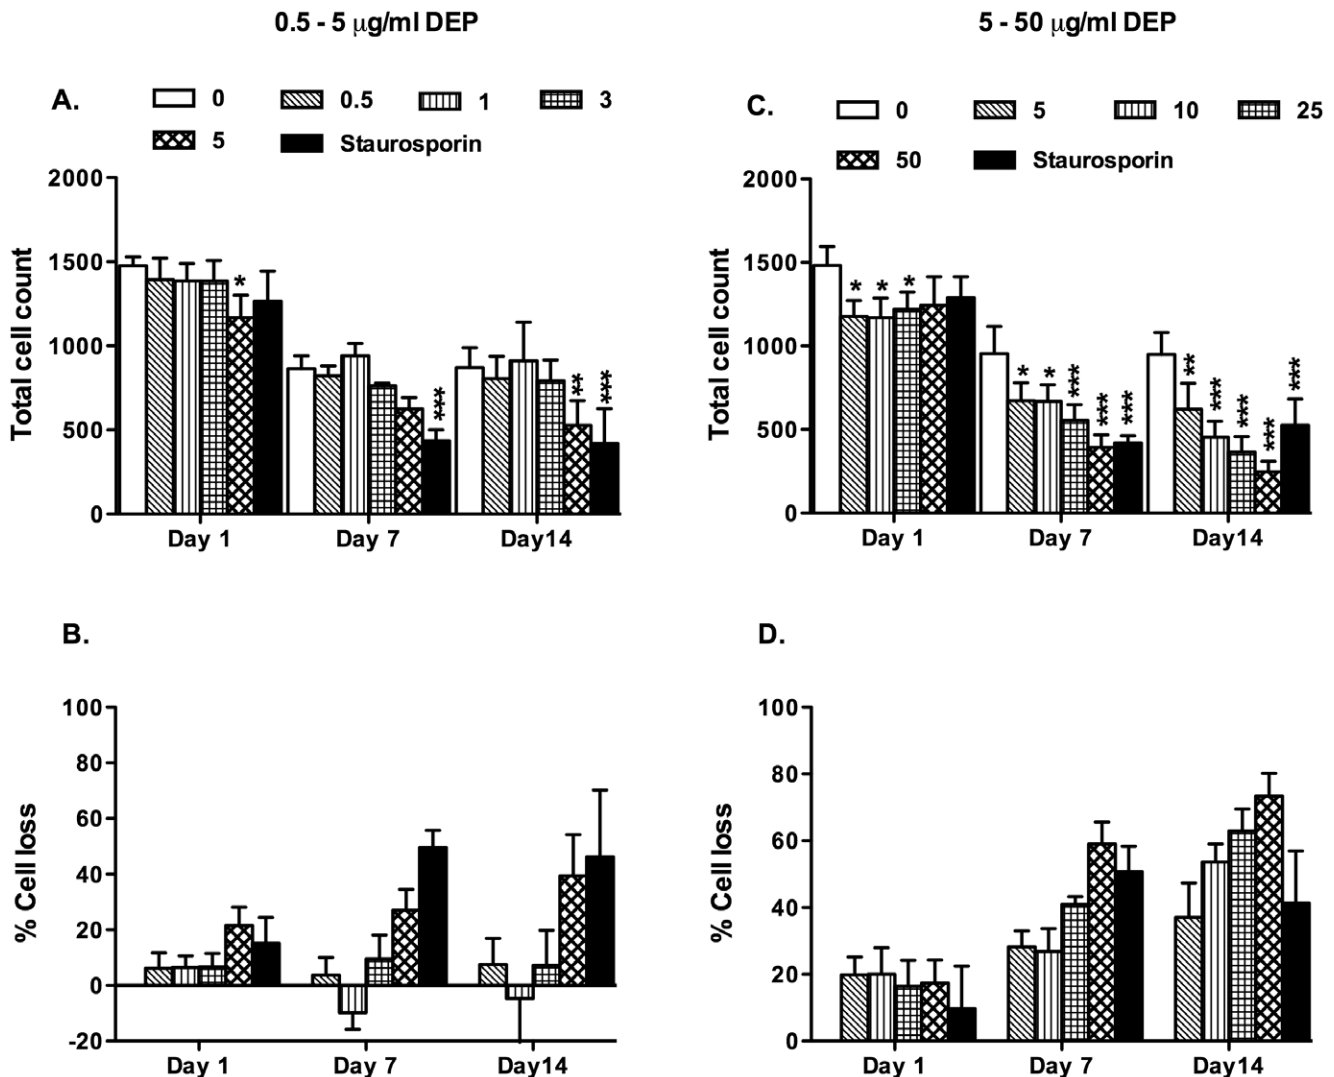 0.5 - 5 μg/ml DEP
A.
0 0.5 1 3
5 Staurosporin
Total cell count
2000
1500
1000
500
0
*
***
**
***
Day 1 Day 7 Day14
B.
% Cell loss
100
80
60
40
20
0
-20
Day 1 Day 7 Day14
5 - 50 μg/ml DEP
C.
0 5 10 25
50 Staurosporin
Total cell count
2000
1500
1000
500
0
* * *
* * *** *** ***
** *** *** *** ***
Day 1 Day 7 Day14
D.
% Cell loss
100
80
60
40
20
0
Day 1 Day 7 Day14